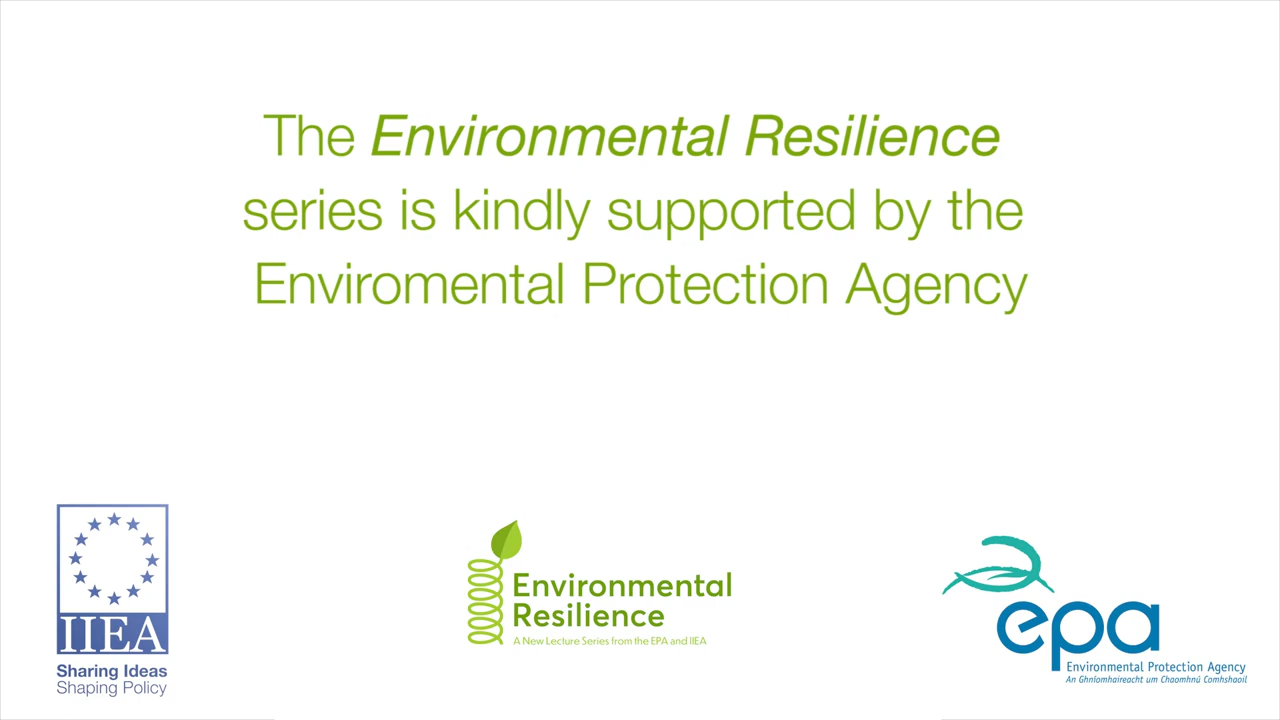 The Environmental Resilience
series is kindly supported by the
Enviromental Protection Agency
IIEA
Sharing Ideas
Shaping Policy
Environmental
Resilience
A New Lecture Series from the EPA and IIEA
epa
Environmental Protection Agency
An Ghníomhaireacht um Chaomhnú Comhshaoil